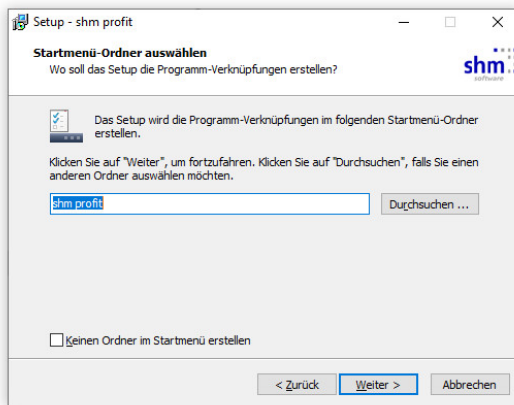 Setup - shm profit
Startmenü-Ordner auswählen
Wo soll das Setup die Programm-Verknüpfungen erstellen?
shm
software
Das Setup wird die Programm-Verknüpfungen im folgenden Startmenü-Ordner
erstellen.
Klicken Sie auf "Weiter", um fortzufahren. Klicken Sie auf "Durchsuchen", falls Sie einen
anderen Ordner auswählen möchten.
shm profit
Durchsuchen ...
Keinen Ordner im Startmenü erstellen
< Zurück
Weiter >
Abbrechen